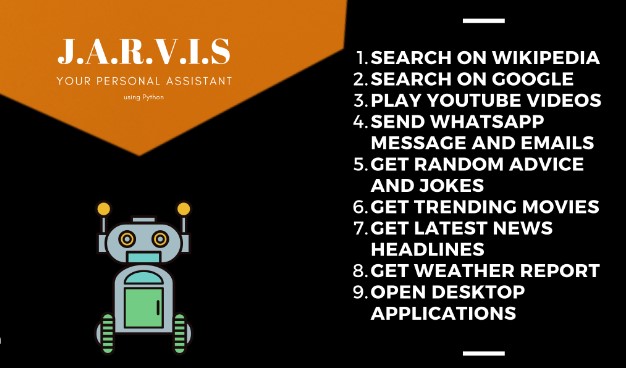 J.A.R.V.I.S
YOUR PERSONAL ASSISTANT
using Python
1. SEARCH ON WIKIPEDIA
2. SEARCH ON GOOGLE
3. PLAY YOUTUBE VIDEOS
4. SEND WHATSAPP
MESSAGE AND EMAILS
5. GET RANDOM ADVICE
AND JOKES
6. GET TRENDING MOVIES
7. GET LATEST NEWS
HEADLINES
8. GET WEATHER REPORT
9. OPEN DESKTOP
APPLICATIONS